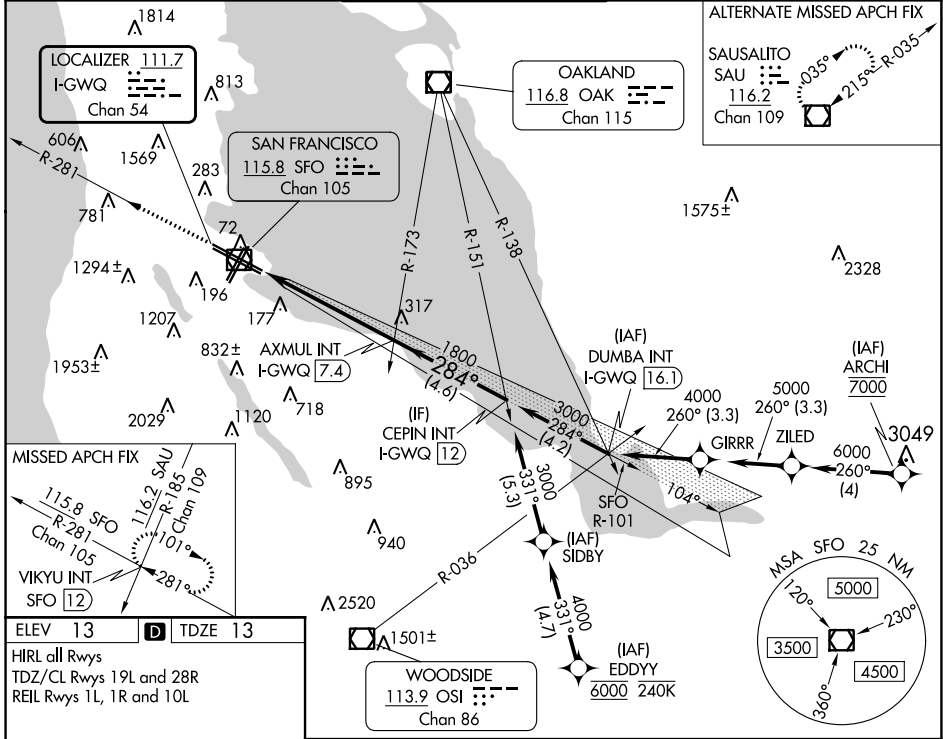 1814
LOCALIZER 111.7
I-GWQ
Chan 54
813
OAKLAND
116.8 OAK
Chan 115
ALTERNATE MISSED APCH FIX
SAUSALITO
SAU
116.2
Chan 109
035°
215°
R-035
606
R-281
1569
283
SAN FRANCISCO
115.8 SFO
Chan 105
781
72
R-173
R-151
R-138
1575±
2328
1294±
196
177
317
1207
832±
1953±
AXMUL INT
I-GWQ 7.4
1800
284°
(4.6)
(IAF)
DUMBA INT
I-GWQ 16.1
(IAF)
ARCHI
7000
4000
260° (3.3)
5000
260° (3.3)
2029
1120
718
(IF)
CEPIN INT
I-GWQ 12
3000
284°
(4.2)
GIRRR
ZILED
3049
6000
260°
(4)
MISSED APCH FIX
115.8 SFO
R-281
Chan 105
116.2 SAU
R-185
Chan 109
101°
281°
VIKYU INT
SFO 12
895
940
3000
331°
(5.3)
SFO
R-101
104°
(IAF)
SIDBY
R-036
2520
1501±
4000
331°
(4.7)
(IAF)
EDDYY
6000 240K
WOODSIDE
113.9 OSI
Chan 86
MSA SFO 25 NM
120°
5000
230°
3500
4500
360°
ELEV 13 D TDZE 13
HIRL all Rwys
TDZ/CL Rwys 19L and 28R
REIL Rwys 1L, 1R and 10L